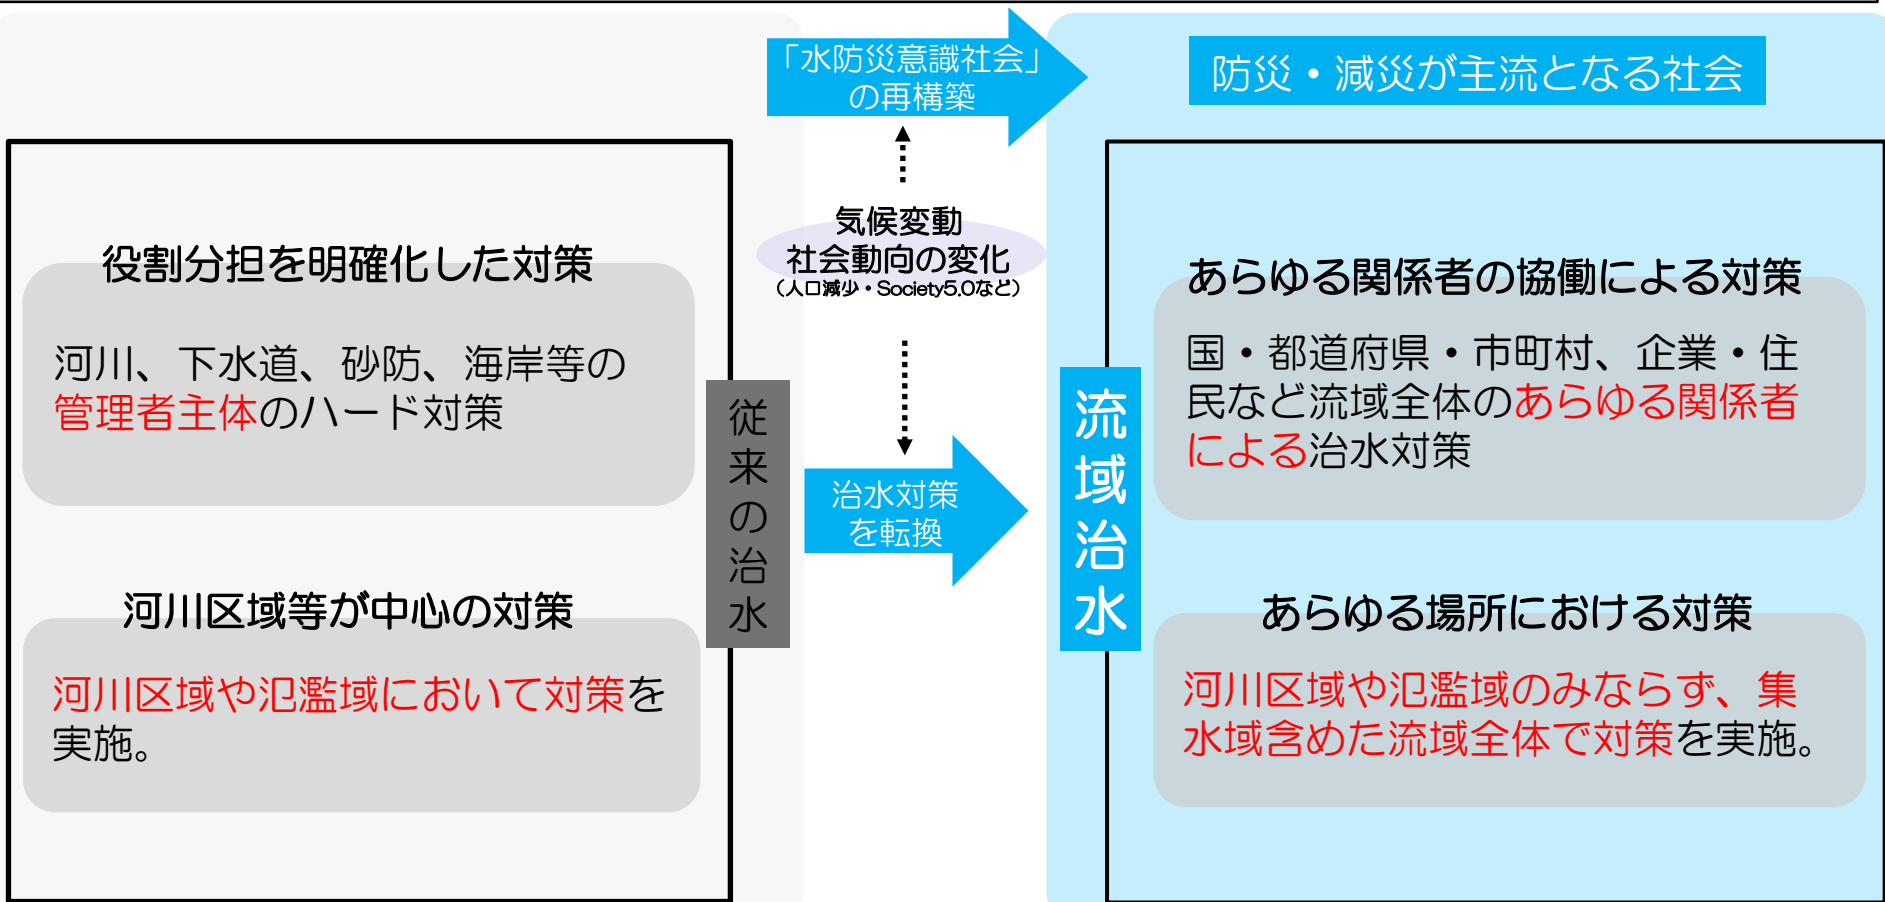 「水防災意識社会」
の再構築
防災・減災が主流となる社会
気候変動
社会動向の変化
（人口減少・Society5.0など）
役割分担を明確化した対策
河川、下水道、砂防、海岸等の
管理者主体のハード対策
河川区域等が中心の対策
河川区域や氾濫域において対策を
実施。
従来の治水
治水対策
を転換
流域治水
あらゆる関係者の協働による対策
国・都道府県・市町村、企業・住
民など流域全体のあらゆる関係者
による治水対策
あらゆる場所における対策
河川区域や氾濫域のみならず、集
水域含めた流域全体で対策を実施。